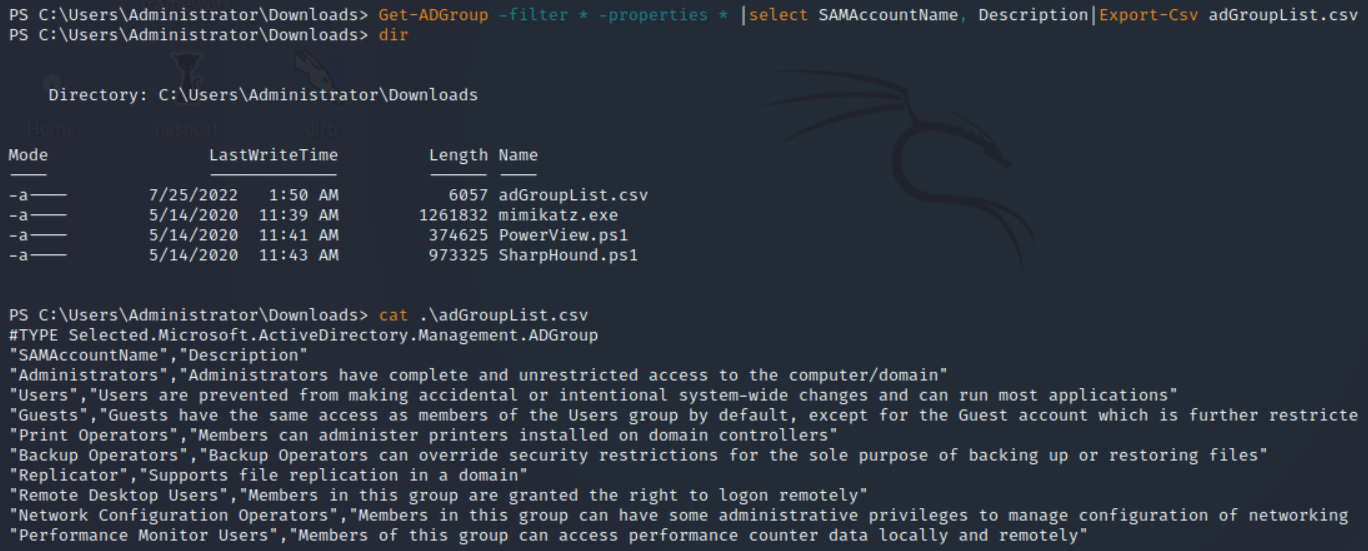 PS C:\Users\Administrator\Downloads> Get-ADGroup -filter * -properties * |select SAMAccountName, Description|Export-Csv adGroupList.csv
PS C:\Users\Administrator\Downloads> dir
Directory: C:\Users\Administrator\Downloads
Home hashcat dirb
Mode LastWriteTime Length Name
---- ------------- ------ ----
-a---- 7/25/2022 1:50 AM 6057 adGroupList.csv
-a---- 5/14/2020 11:39 AM 1261832 mimikatz.exe
-a---- 5/14/2020 11:41 AM 374625 PowerView.ps1
-a---- 5/14/2020 11:43 AM 973325 SharpHound.ps1
PS C:\Users\Administrator\Downloads> cat .\adGroupList.csv
#TYPE Selected.Microsoft.ActiveDirectory.Management.ADGroup
"SAMAccountName","Description"
"Administrators","Administrators have complete and unrestricted access to the computer/domain"
"Users","Users are prevented from making accidental or intentional system-wide changes and can run most applications"
"Guests","Guests have the same access as members of the Users group by default, except for the Guest account which is further restricte
"Print Operators","Members can administer printers installed on domain controllers"
"Backup Operators","Backup Operators can override security restrictions for the sole purpose of backing up or restoring files"
"Replicator","Supports file replication in a domain"
"Remote Desktop Users","Members in this group are granted the right to logon remotely"
"Network Configuration Operators","Members in this group can have some administrative privileges to manage configuration of networking
"Performance Monitor Users","Members of this group can access performance counter data locally and remotely"